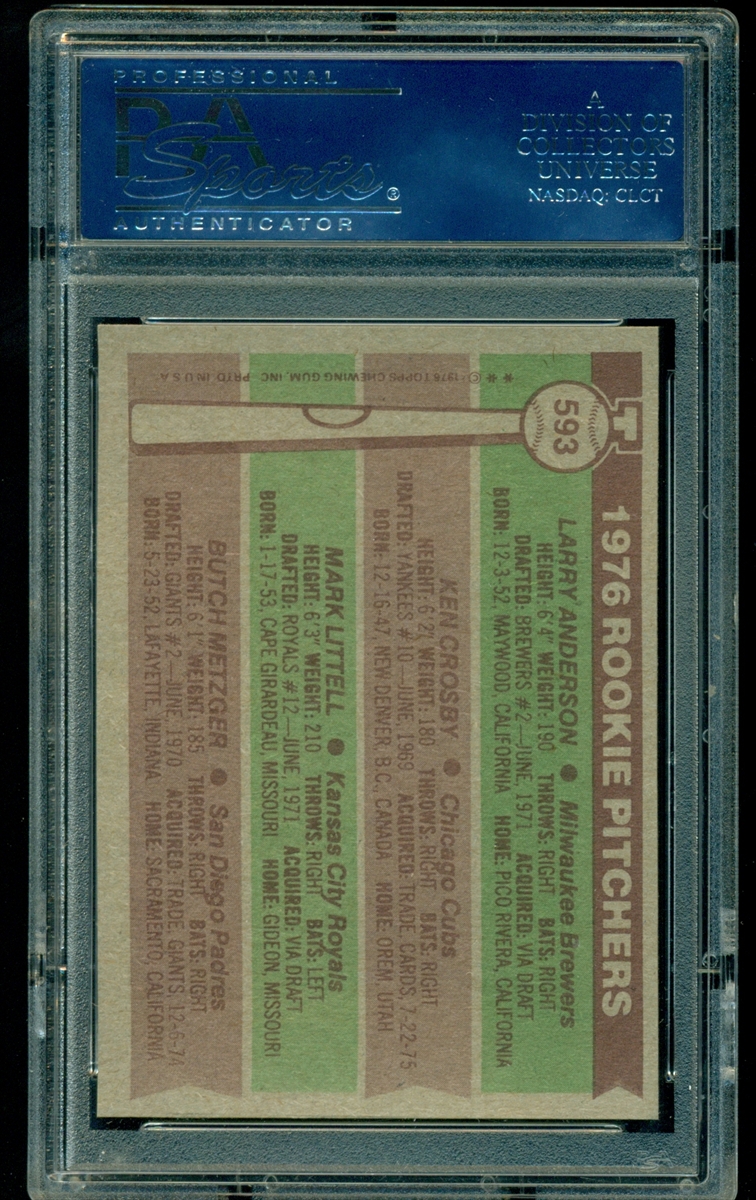 PROFESSIONAL
PSA
Sports®
AUTHENTICATOR
A
DIVISION OF
COLLECTORS
UNIVERSE
NASDAQ: CLCT
T
593
1976 ROOKIE PITCHERS
LARRY ANDERSON ● Milwaukee Brewers
HEIGHT: 6'4" WEIGHT: 190 THROWS: RIGHT BATS: RIGHT
DRAFTED: BREWERS #2—JUNE, 1971 ACQUIRED: VIA DRAFT
BORN: 12-3-52, MAYWOOD, CALIFORNIA HOME: PICO RIVERA, CALIFORNIA
KEN CROSBY ● Chicago Cubs
HEIGHT: 6'2" WEIGHT: 180 THROWS: RIGHT BATS: RIGHT
DRAFTED: YANKEES #10—JUNE, 1969 ACQUIRED: TRADE, CARDS, 7-22-75
BORN: 12-16-47, NEW DENVER, B.C., CANADA HOME: OREM, UTAH
MARK LITTELL ● Kansas City Royals
HEIGHT: 6'3" WEIGHT: 210 THROWS: RIGHT BATS: LEFT
DRAFTED: ROYALS #12—JUNE, 1971 ACQUIRED: VIA DRAFT
BORN: 1-17-53, CAPE GIRARDEAU, MISSOURI HOME: GIDEON, MISSOURI
BUTCH METZGER ● San Diego Padres
HEIGHT: 6'1" WEIGHT: 185 THROWS: RIGHT BATS: RIGHT
DRAFTED: GIANTS #2—JUNE, 1970 ACQUIRED: TRADE, GIANTS, 12-6-74
BORN: 5-23-52, LAFAYETTE, INDIANA HOME: SACRAMENTO, CALIFORNIA
* * © 1976 TOPPS CHEWING GUM, INC. PRTD. IN U.S.A.